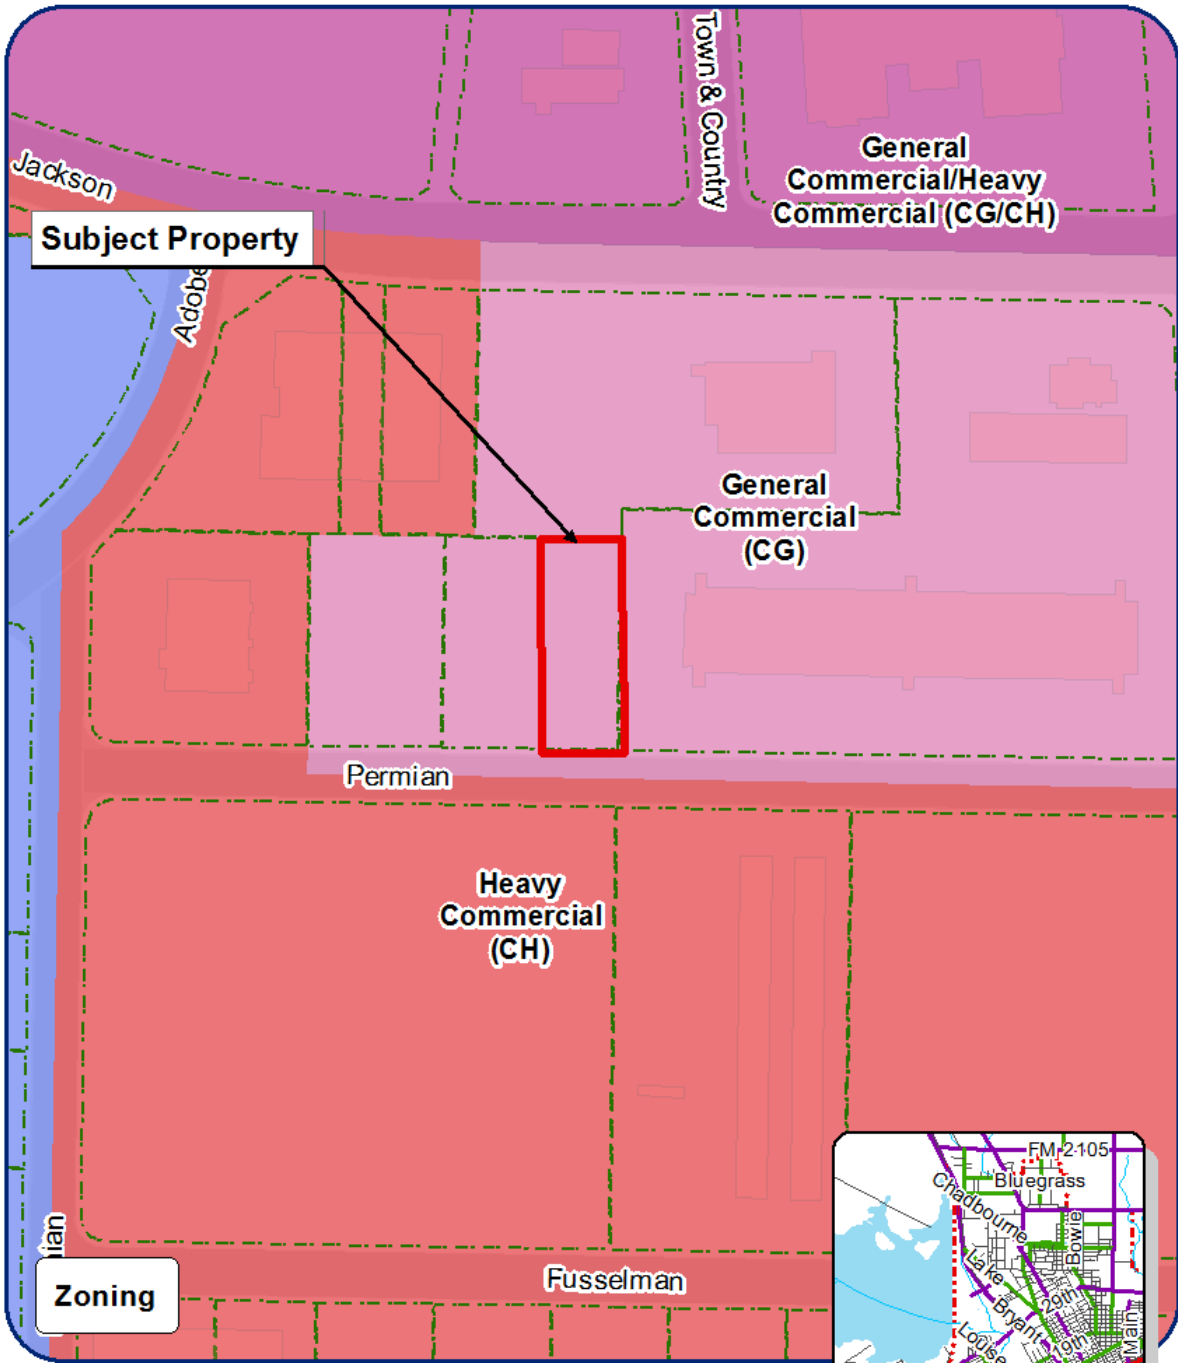 Town & Country
General
Commercial/Heavy
Commercial (CG/CH)
Jackson
Subject Property
Adobe
General
Commercial
(CG)
Permian
Heavy
Commercial
(CH)
FM 2105
Bluegrass
Chadbourne
Bowie
Lake
29th
Bryant
Main
19th
Louise
ian
Fusselman
Zoning